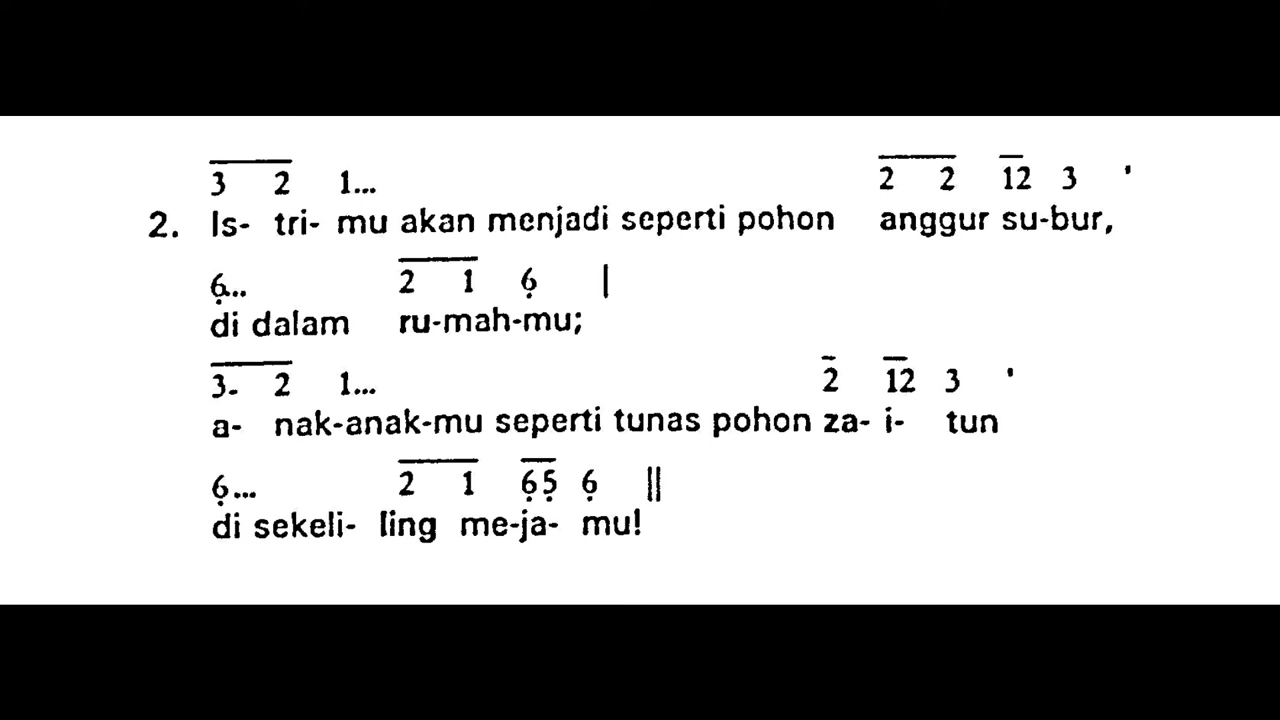 3 2 1... 2 2 12 3 '
2. Is- tri- mu akan menjadi seperti pohon anggur su-bur,
6̣... 2 1 6̣ |
di dalam ru-mah-mu;
3. 2 1... 2 12 3 '
a- nak-anak-mu seperti tunas pohon za- i- tun
6̣... 2 1 6̣5̣ 6̣ ||
di sekeli- ling me-ja- mu!